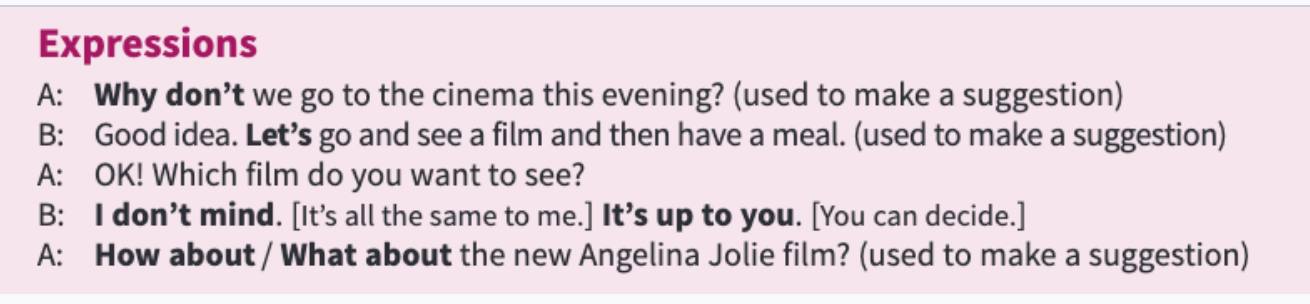 Expressions
A: Why don’t we go to the cinema this evening? (used to make a suggestion)
B: Good idea. Let’s go and see a film and then have a meal. (used to make a suggestion)
A: OK! Which film do you want to see?
B: I don’t mind. [It’s all the same to me.] It’s up to you. [You can decide.]
A: How about / What about the new Angelina Jolie film? (used to make a suggestion)